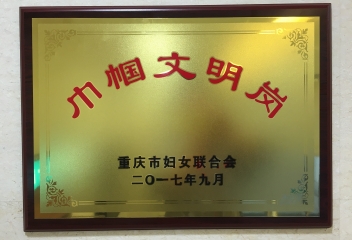 巾帼文明岗
重庆市妇女联合会
二〇一七年九月